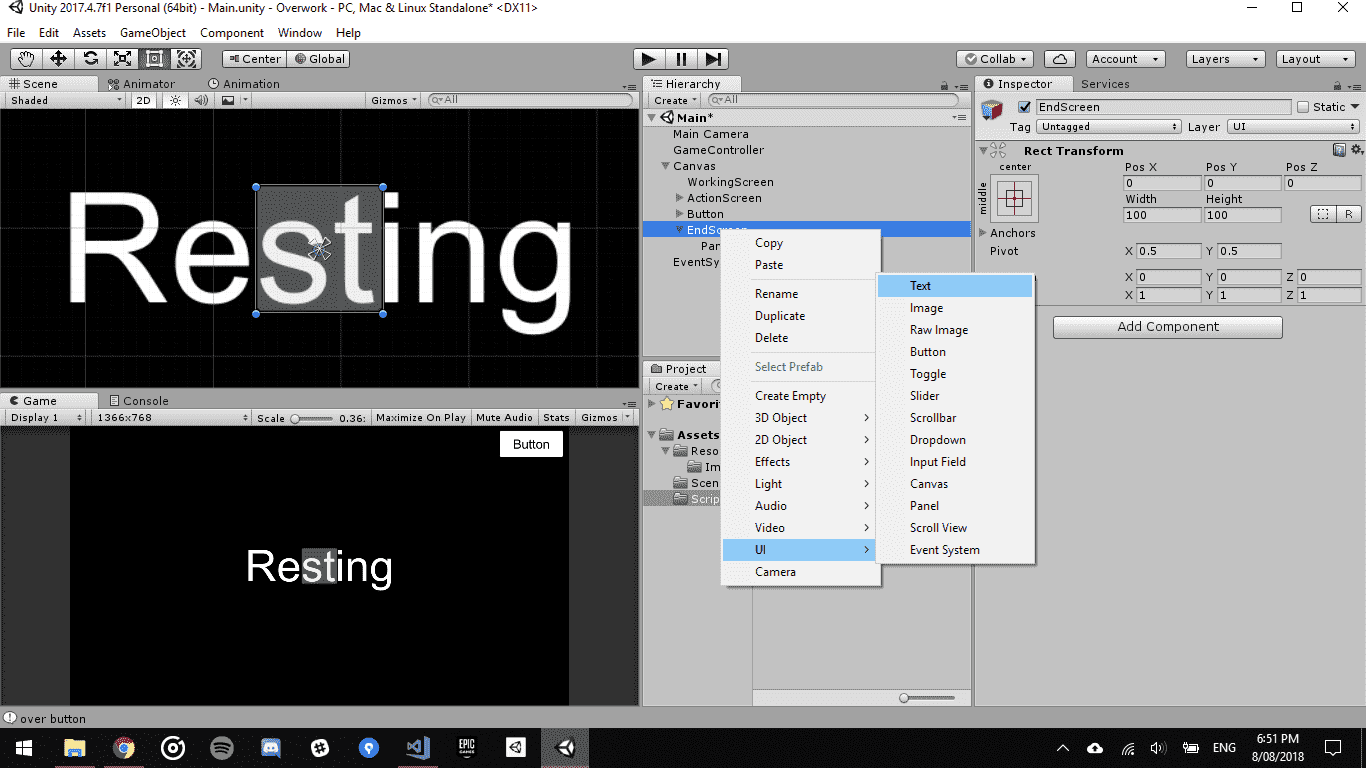 Unity 2017.4.7f1 Personal (64bit) - Main.unity - Overwork - PC, Mac & Linux Standalone* <DX11>
File Edit Assets GameObject Component Window Help
Center Global Collab Account Layers Layout
Scene Animator Animation
Shaded 2D Gizmos All
Resting
Game Console
Display 1 1366x768 Scale 0.36: Maximize On Play Mute Audio Stats Gizmos
Button
Resting
Hierarchy
Create All
Main*
Main Camera
GameController
Canvas
WorkingScreen
ActionScreen
Button
EndScreen
Pan
EventSy
Project
Create
Favorit
Assets
Reso
Im
Scen
Scrip
Copy
Paste
Rename
Duplicate
Delete
Select Prefab
Create Empty
3D Object
2D Object
Effects
Light
Audio
Video
UI
Camera
Text
Image
Raw Image
Button
Toggle
Slider
Scrollbar
Dropdown
Input Field
Canvas
Panel
Scroll View
Event System
Inspector Services
EndScreen Static
Tag Untagged Layer UI
Rect Transform
center Pos X Pos Y Pos Z
middle 0 0 0
Width Height
100 100 R
Anchors
Pivot X 0.5 Y 0.5
X 0 Y 0 Z 0
X 1 Y 1 Z 1
Add Component
over button
EPIC GAMES
ENG
6:51 PM
8/08/2018